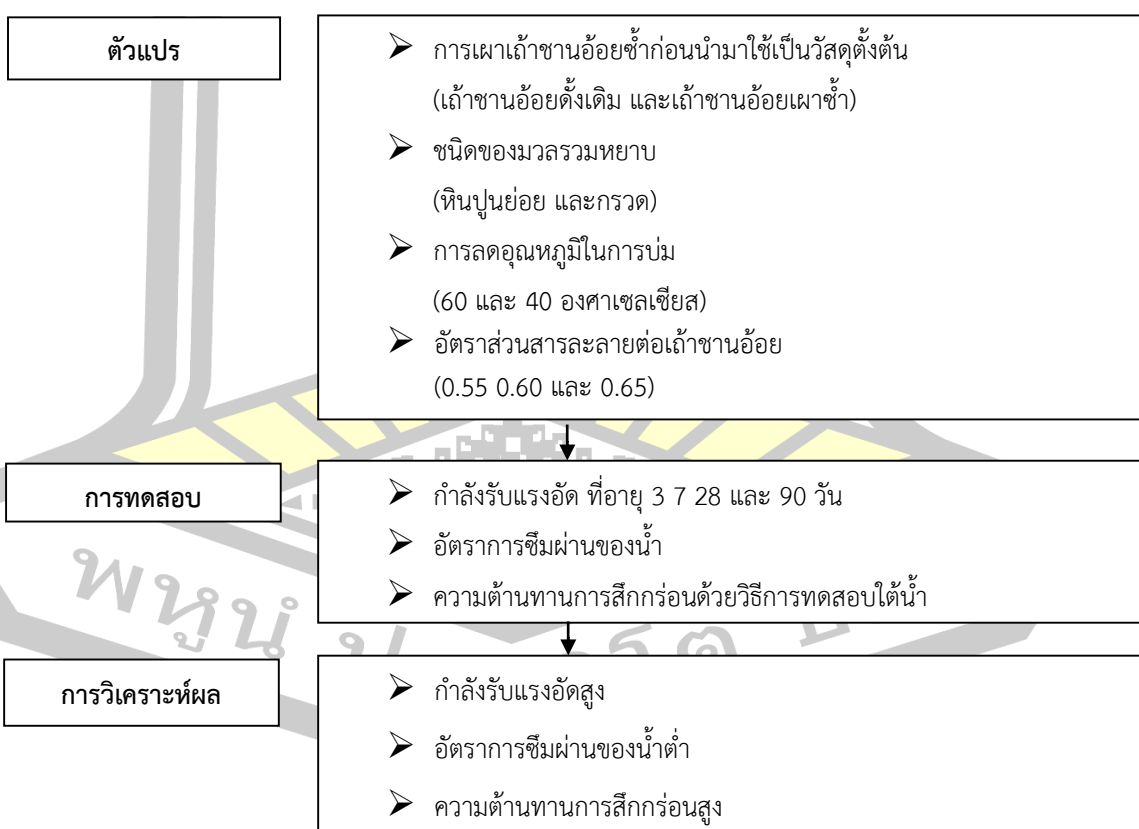 ตัวแปร
➢ การเผาเถ้าชานอ้อยซ้ำก่อนนำมาใช้เป็นวัสดุตั้งต้น
(เถ้าชานอ้อยดั้งเดิม และเถ้าชานอ้อยเผาซ้ำ)
➢ ชนิดของมวลรวมหยาบ
(หินปูนย่อย และกรวด)
➢ การลดอุณหภูมิในการบ่ม
(60 และ 40 องศาเซลเซียส)
➢ อัตราส่วนสารละลายต่อเถ้าชานอ้อย
(0.55 0.60 และ 0.65)
การทดสอบ
➢ กำลังรับแรงอัด ที่อายุ 3 7 28 และ 90 วัน
➢ อัตราการซึมผ่านของน้ำ
➢ ความต้านทานการสึกกร่อนด้วยวิธีการทดสอบใต้น้ำ
พหูนํ
การวิเคราะห์ผล
➢ กำลังรับแรงอัดสูง
➢ อัตราการซึมผ่านของน้ำต่ำ
➢ ความต้านทานการสึกกร่อนสูง